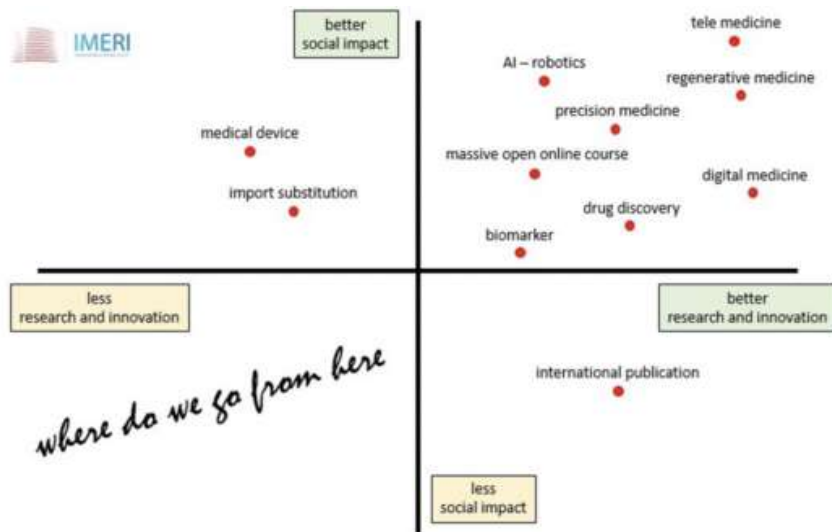 IMERI
better
social impact
tele medicine
AI – robotics
regenerative medicine
precision medicine
medical device
massive open online course
digital medicine
import substitution
drug discovery
biomarker
less
research and innovation
better
research and innovation
where do we go from here
international publication
less
social impact